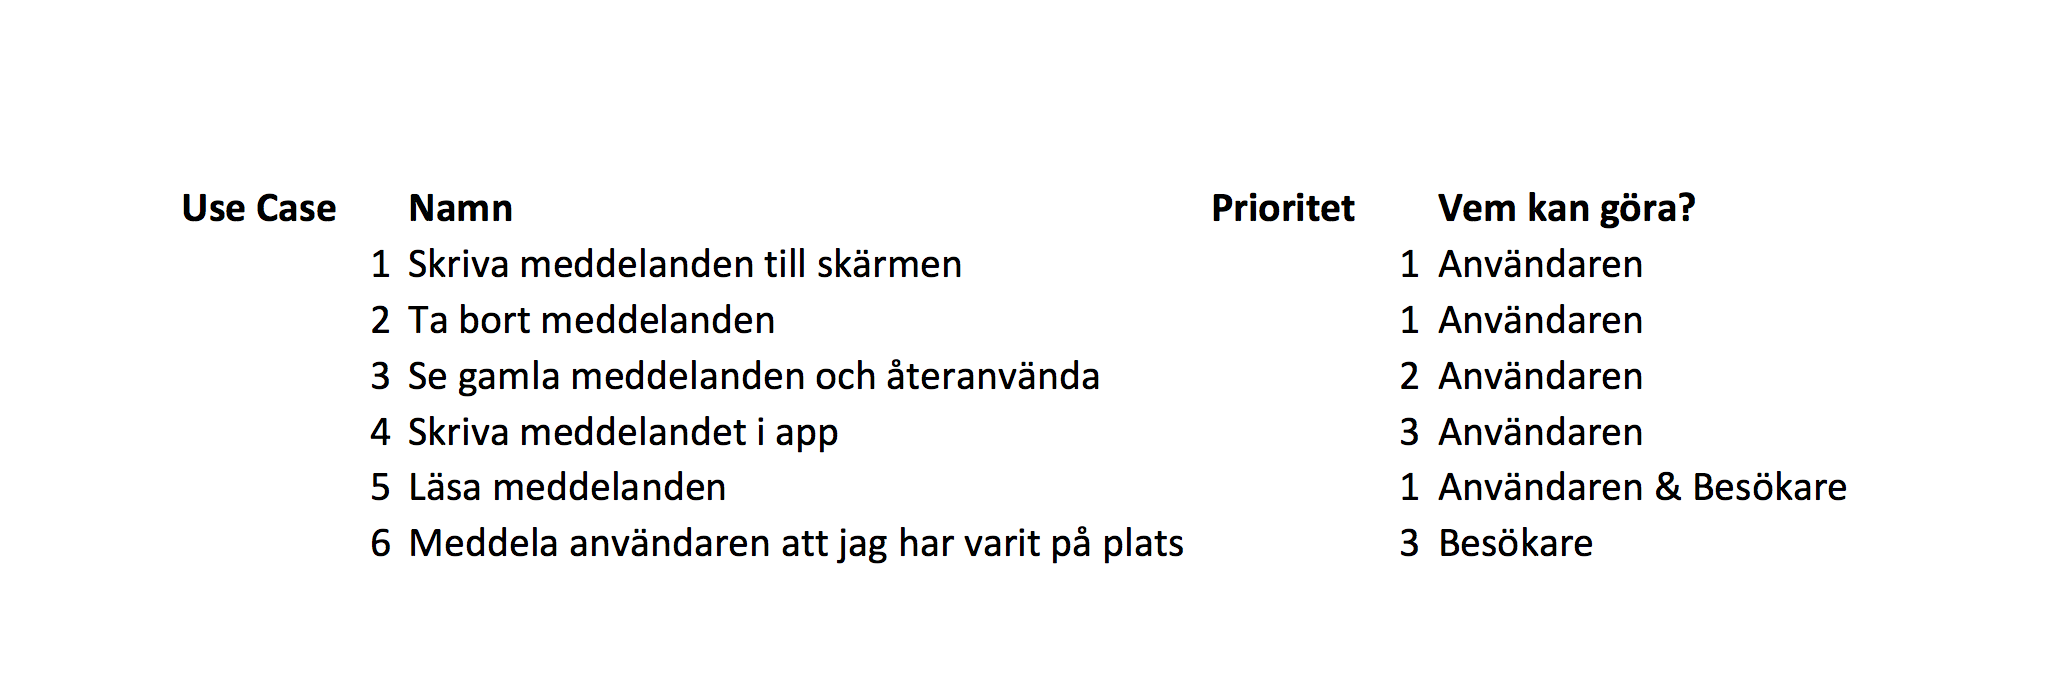 Use Case Namn Prioritet Vem kan göra?
1 Skriva meddelanden till skärmen 1 Användaren
2 Ta bort meddelanden 1 Användaren
3 Se gamla meddelanden och återanvända 2 Användaren
4 Skriva meddelandet i app 3 Användaren
5 Läsa meddelanden 1 Användaren & Besökare
6 Meddela användaren att jag har varit på plats 3 Besökare